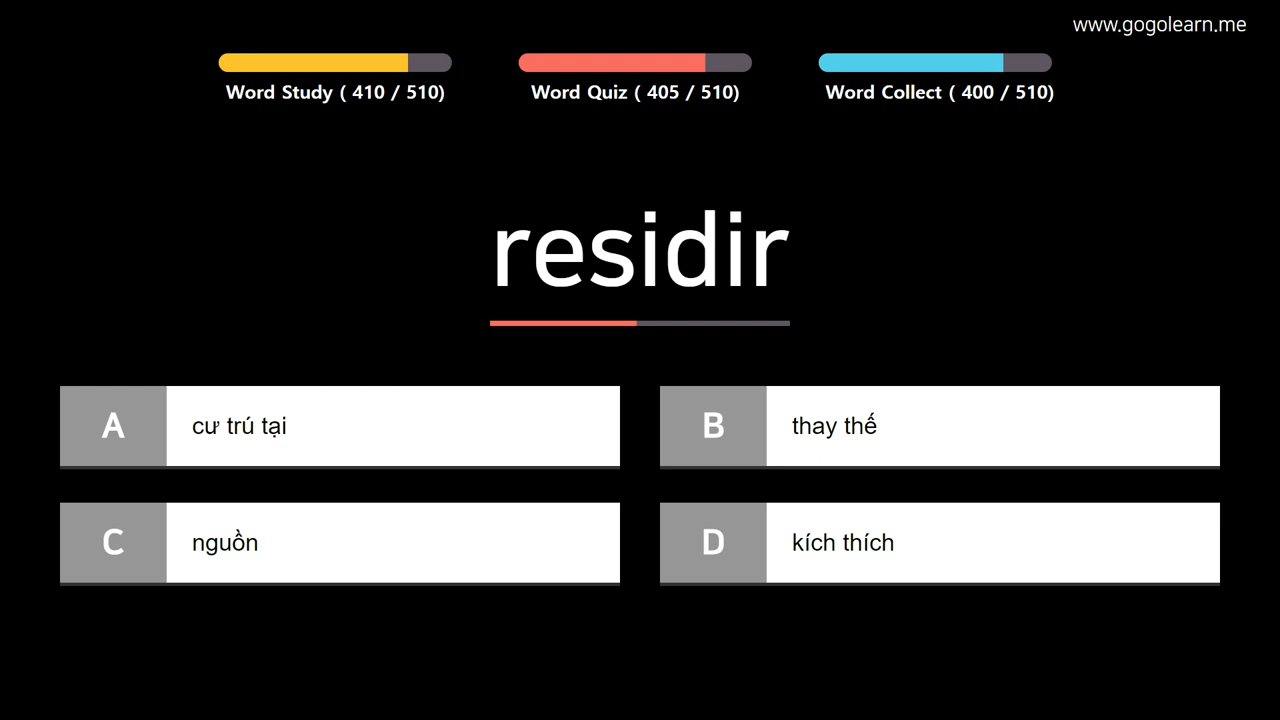 www.gogolearn.me
Word Study ( 410 / 510)
Word Quiz ( 405 / 510)
Word Collect ( 400 / 510)
residir
A
cư trú tại
B
thay thế
C
nguồn
D
kích thích